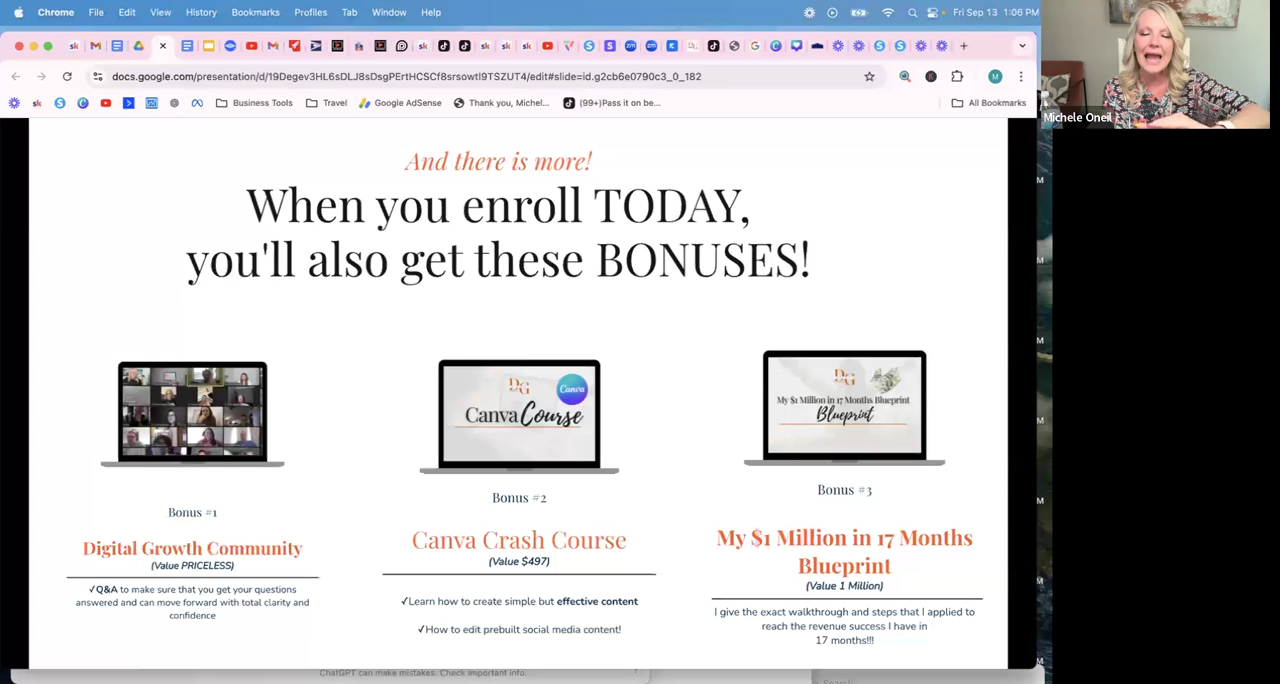 Chrome File Edit View History Bookmarks Profiles Tab Window Help Fri Sep 13 1:06 PM
docs.google.com/presentation/d/19Degev3HL6sDLJ8sDsgPErtHCSCf8srsowtl9TSZUT4/edit#slide=id.g2cb6e0790c3_0_182
Business Tools Travel Google AdSense Thank you, Michel... (99+)Pass it on be... All Bookmarks
Michele Oneil
And there is more!
When you enroll TODAY,
you'll also get these BONUSES!
DG
Canva
Canva Course
DG
My $1 Million in 17 Months Blueprint
Blueprint
Bonus #1
Digital Growth Community
(Value PRICELESS)
✓Q&A to make sure that you get your questions
answered and can move forward with total clarity and
confidence
Bonus #2
Canva Crash Course
(Value $497)
✓Learn how to create simple but effective content
✓How to edit prebuilt social media content!
Bonus #3
My $1 Million in 17 Months
Blueprint
(Value 1 Million)
I give the exact walkthrough and steps that I applied to
reach the revenue success I have in
17 months!!!
ChatGPT can make mistakes. Check important info.